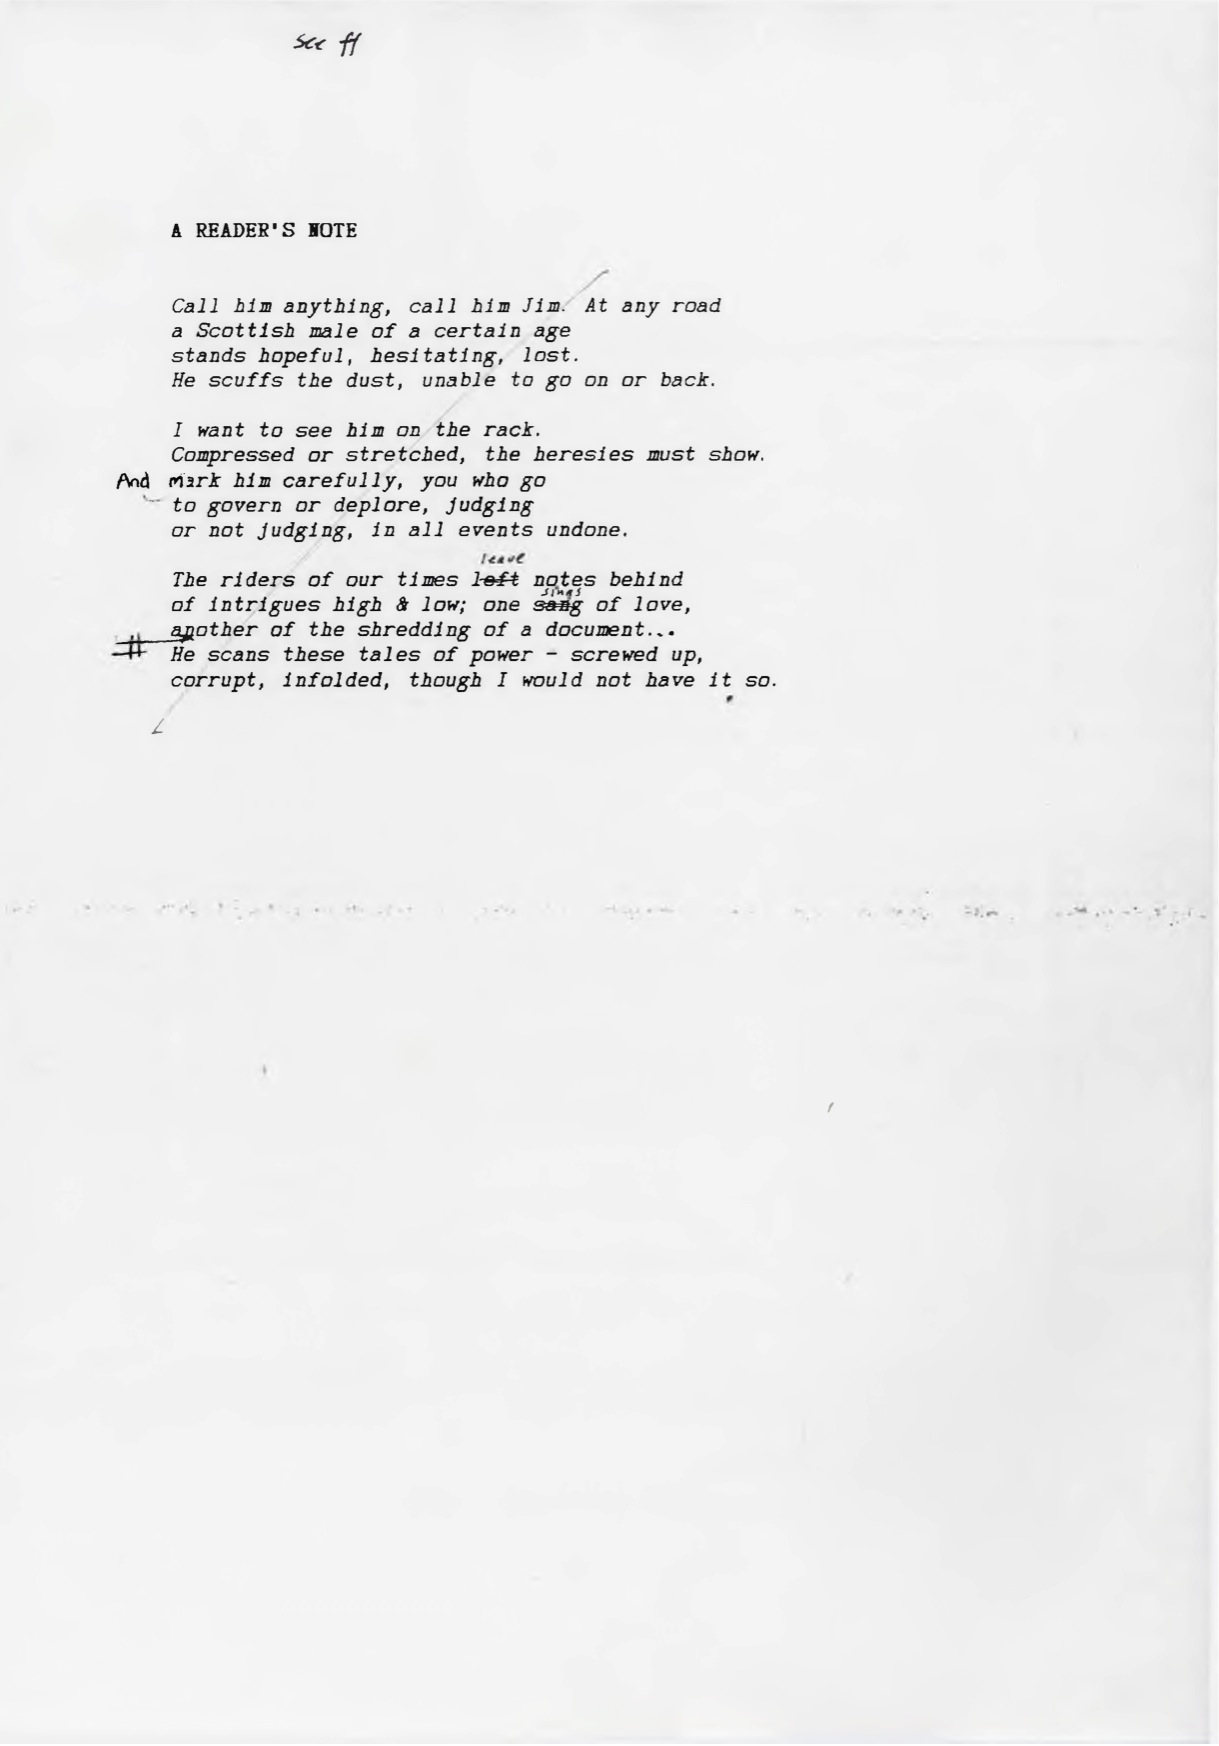 see ff
A READER'S NOTE
Call him anything, call him Jim. At any road
a Scottish male of a certain age
stands hopeful, hesitating, lost.
He scuffs the dust, unable to go on or back.
I want to see him on the rack.
Compressed or stretched, the heresies must show.
And mark him carefully, you who go
to govern or deplore, judging
or not judging, in all events undone.
leave
The riders of our times left notes behind
sings
of intrigues high & low; one sang of love,
another of the shredding of a document...
# He scans these tales of power - screwed up,
corrupt, infolded, though I would not have it so.